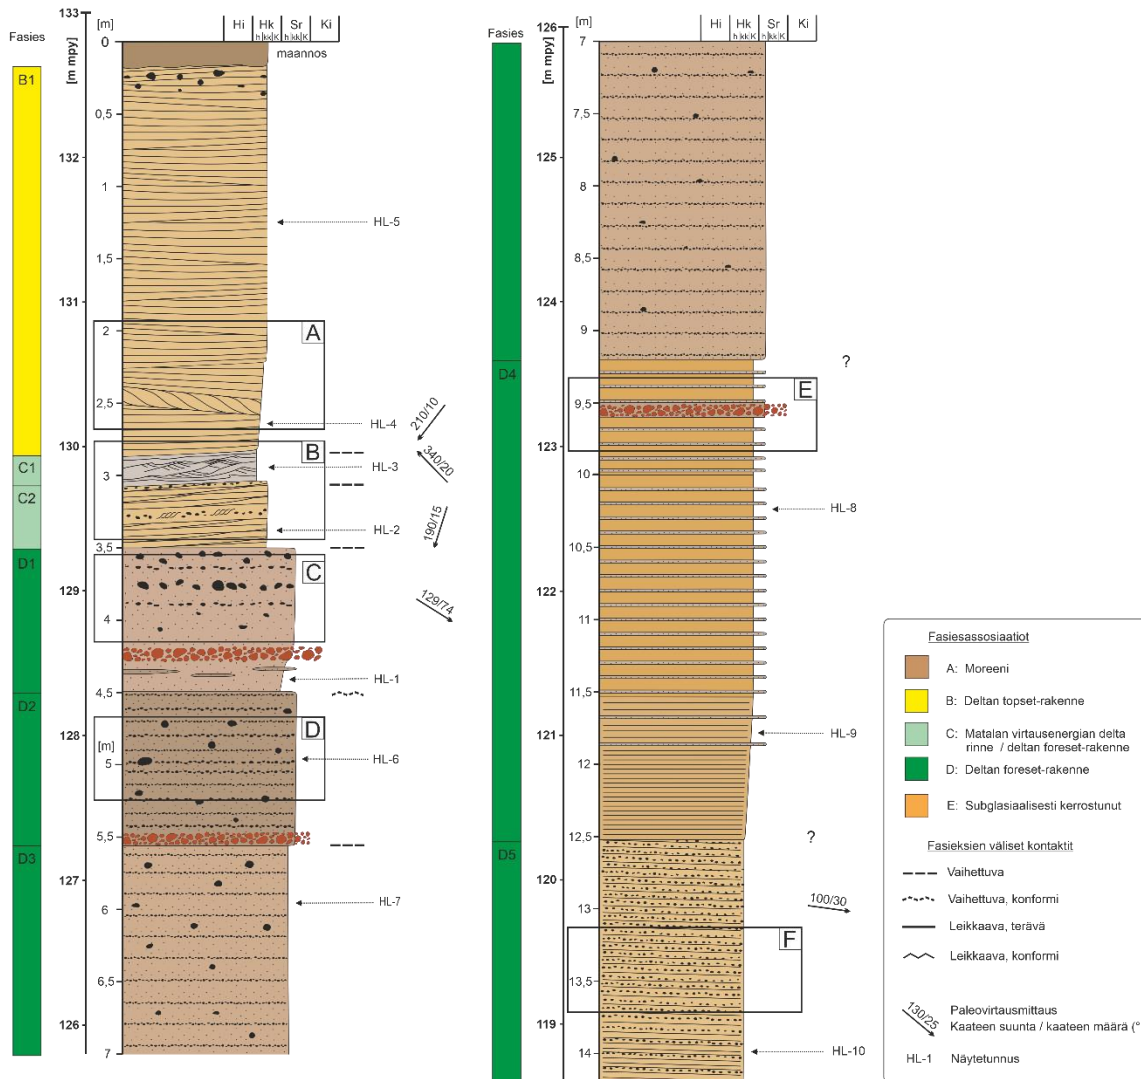 Fasies
133
[m mpy]
[m]
Hi Hk Sr Ki
h kk K h kk K
0
maannos
B1
0,5
132
1
HL-5
1,5
131
2
A
2,5
HL-4
210/10
130
B
C1
3
HL-3
340/20
C2
HL-2
190/15
3,5
D1
C
129
4
129/74
HL-1
4,5
D2
D
128
[m]
5
HL-6
5,5
D3
127
HL-7
6
6,5
126
7
Fasies
126
[m mpy]
[m]
Hi Hk Sr Ki
h kk K h kk K
7
7,5
125
8
8,5
124
9
D4
?
E
9,5
123
10
HL-8
10,5
122
11
11,5
121
HL-9
12
12,5
?
D5
120
13
100/30
F
13,5
119
14
HL-10
Fasiesassosiaatiot
A: Moreeni
B: Deltan topset-rakenne
C: Matalan virtausenergian delta
rinne / deltan foreset-rakenne
D: Deltan foreset-rakenne
E: Subglasiaalisesti kerrostunut
Fasieksien väliset kontaktit
Vaihettuva
Vaihettuva, konformi
Leikkaava, terävä
Leikkaava, konformi
130/25
Paleovirtausmittaus
Kaateen suunta / kaateen määrä (°
HL-1 Näytetunnus